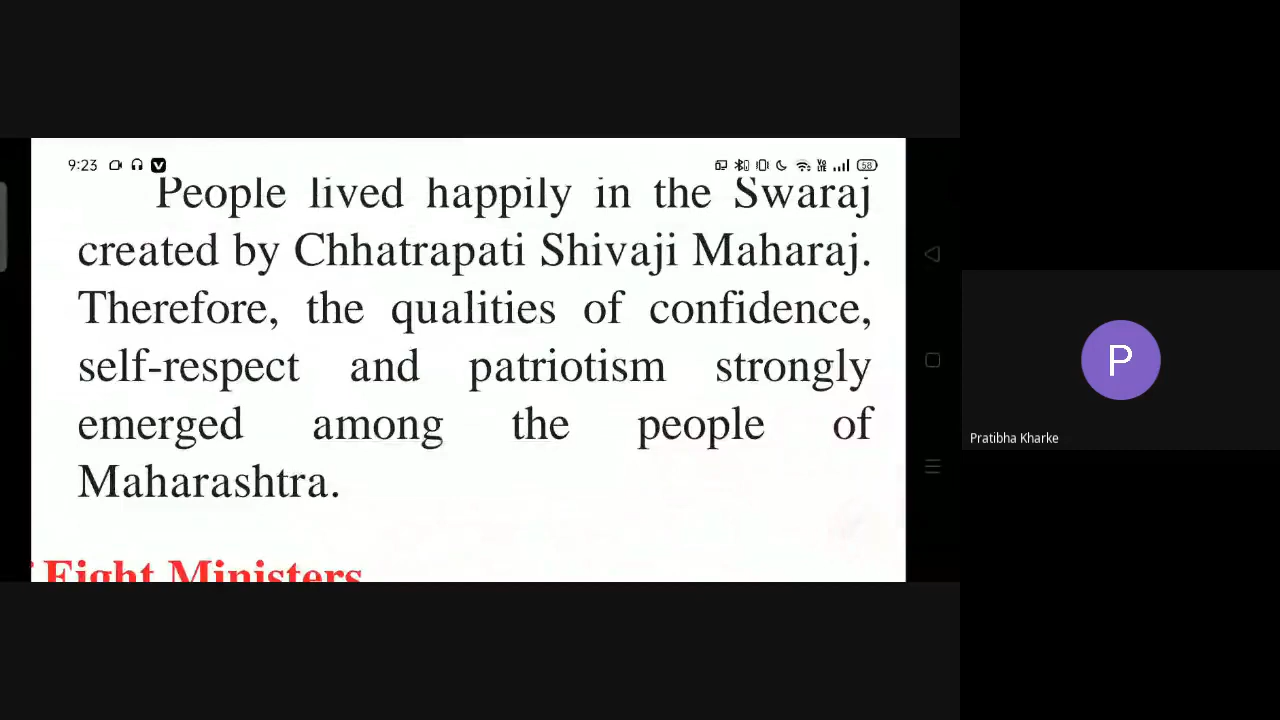 9:23
58
People lived happily in the Swaraj
created by Chhatrapati Shivaji Maharaj.
Therefore, the qualities of confidence,
self-respect and patriotism strongly
emerged among the people of
Maharashtra.
Eight Ministers
P
Pratibha Kharke